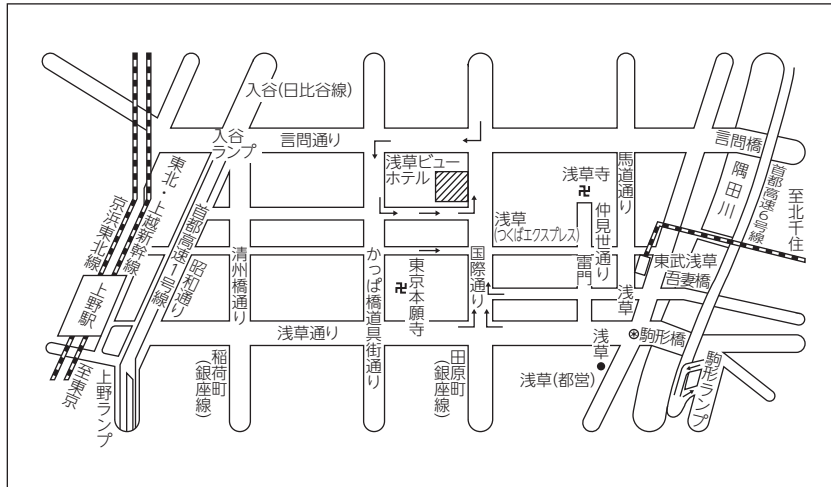 入谷(日比谷線)
入谷
ランプ
言問通り
言問橋
浅草ビュー
ホテル
浅草寺
馬道通り
隅田川
首都高速6号線
至北千住
東北・上越新幹線
京浜東北線
首都高速1号線
昭和通り
清州橋通り
かっぱ橋道具街通り
東京本願寺
国際通り
浅草
(つくばエクスプレス)
仲見世通り
雷門
浅草
東武浅草
吾妻橋
上野駅
浅草通り
浅草
駒形橋
浅草(都営)
駒形ランプ
至東京
上野ランプ
稲荷町
(銀座線)
田原町
(銀座線)